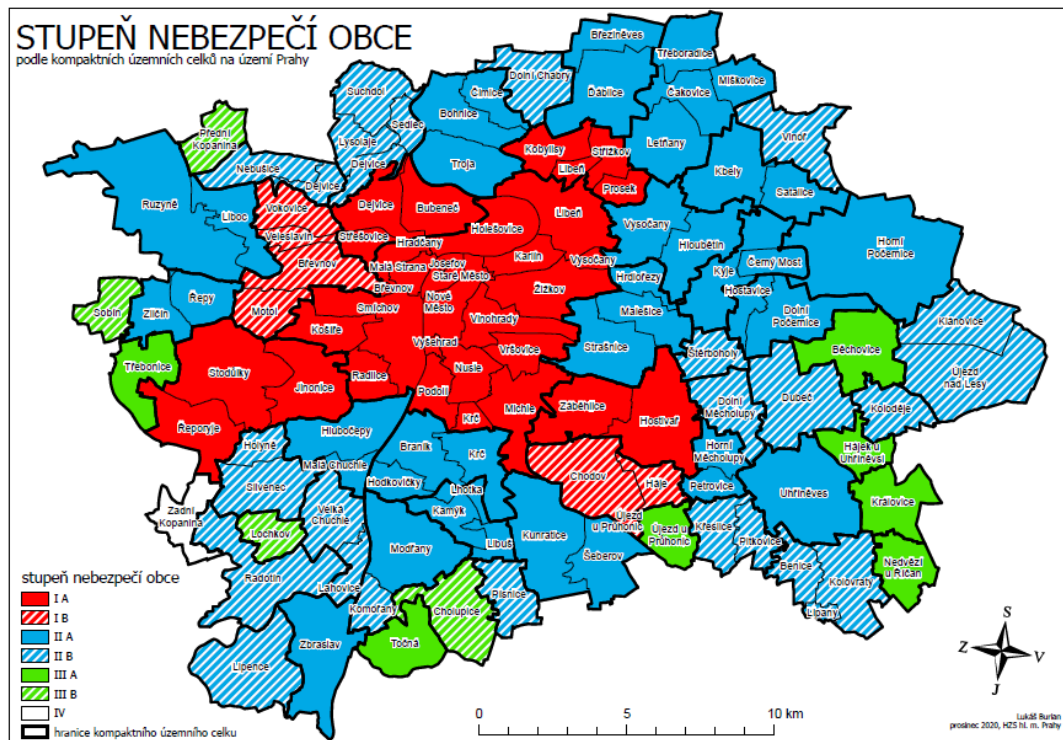 STUPEŇ NEBEZPEČÍ OBCE
podle kompaktních územních celků na území Prahy
Březiněves
Třeboradice
Dolní Chabry
Miškovice
Suchdol
Čimice
Ďáblice
Čakovice
Bohnice
Sedlec
Přední
Kopanina
Lysolaje
Letňany
Vinoř
Kobylisy
Střížkov
Dejvice
Troja
Libeň
Kbely
Nebušice
Dejvice
Prosek
Satalice
Ruzyně
Liboc
Vokovice
Dejvice
Bubeneč
Libeň
Veleslavín
Střešovice
Holešovice
Vysočany
Hloubětín
Horní
Počernice
Hradčany
Břevnov
Malá Strana
Josefov
Staré Město
Karlín
Vysočany
Hrdlořezy
Kyje
Černý Most
Břevnov
Žižkov
Hostavice
Sobín
Zličín
Řepy
Motol
Smíchov
Nové
Město
Malešice
Dolní
Počernice
Klánovice
Košíře
Vinohrady
Vyšehrad
Strašnice
Štěrboholy
Běchovice
Třebonice
Vršovice
Újezd
nad Lesy
Stodůlky
Jinonice
Radlice
Nusle
Podolí
Dubeč
Dolní
Měcholupy
Koloděje
Řeporyje
Krč
Michle
Záběhlice
Hostivař
Hlubočepy
Holyně
Braník
Krč
Horní
Měcholupy
Hájek u
Uhříněvsi
Malá Chuchle
Hodkovičky
Chodov
Háje
Petrovice
Uhříněves
Královice
Slivenec
Lhotka
Zadní
Kopanina
Velká
Chuchle
Kamýk
Újezd
u Průhonic
Újezd u
Průhonic
Křeslice
Lochkov
Libuš
Kunratice
Pitkovice
Modřany
Šeberov
Benice
Nedvězí
u Říčan
Radotín
Lahovice
Komořany
Písnice
Kolovraty
Cholupice
Lipany
Točná
Zbraslav
Lipence
stupeň nebezpečí obce
I A
I B
II A
II B
III A
III B
IV
hranice kompaktního územního celku
0 5 10 km
S
Z V
J
Lukáš Burian
prosinec 2020, HZS hl. m. Prahy